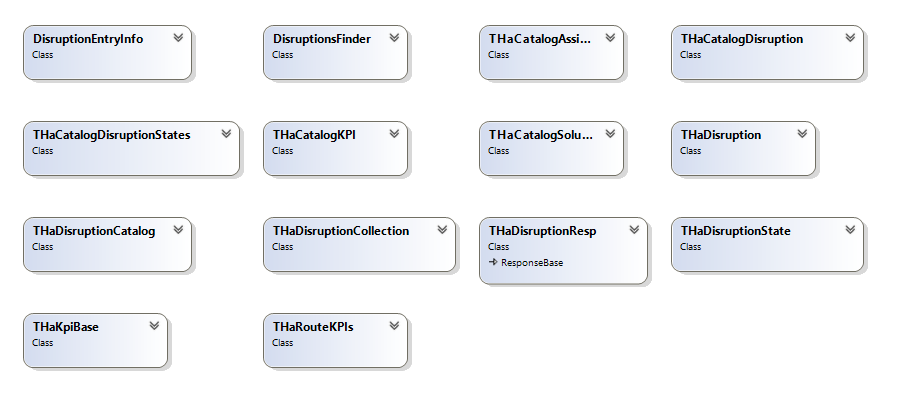 DisruptionEntryInfo
Class
DisruptionsFinder
Class
THaCatalogAssi...
Class
THaCatalogDisruption
Class
THaCatalogDisruptionStates
Class
THaCatalogKPI
Class
THaCatalogSolu...
Class
THaDisruption
Class
THaDisruptionCatalog
Class
THaDisruptionCollection
Class
THaDisruptionResp
Class
ResponseBase
THaDisruptionState
Class
THaKpiBase
Class
THaRouteKPIs
Class